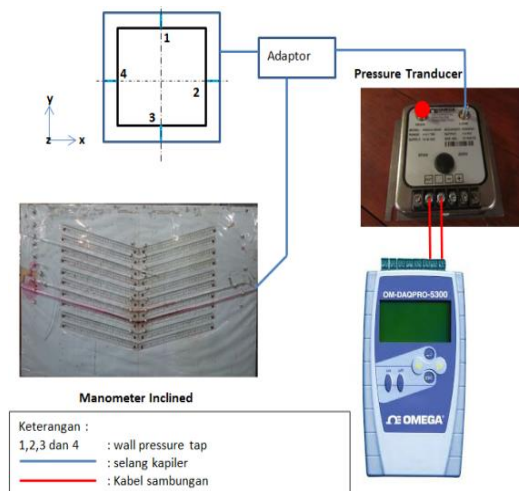 1
4
2
3
y
z
x
Adaptor
Pressure Tranducer
OM-DAQPRO-5300
OMEGA
Manometer Inclined
Keterangan :
1,2,3 dan 4 : wall pressure tap
: selang kapiler
: Kabel sambungan